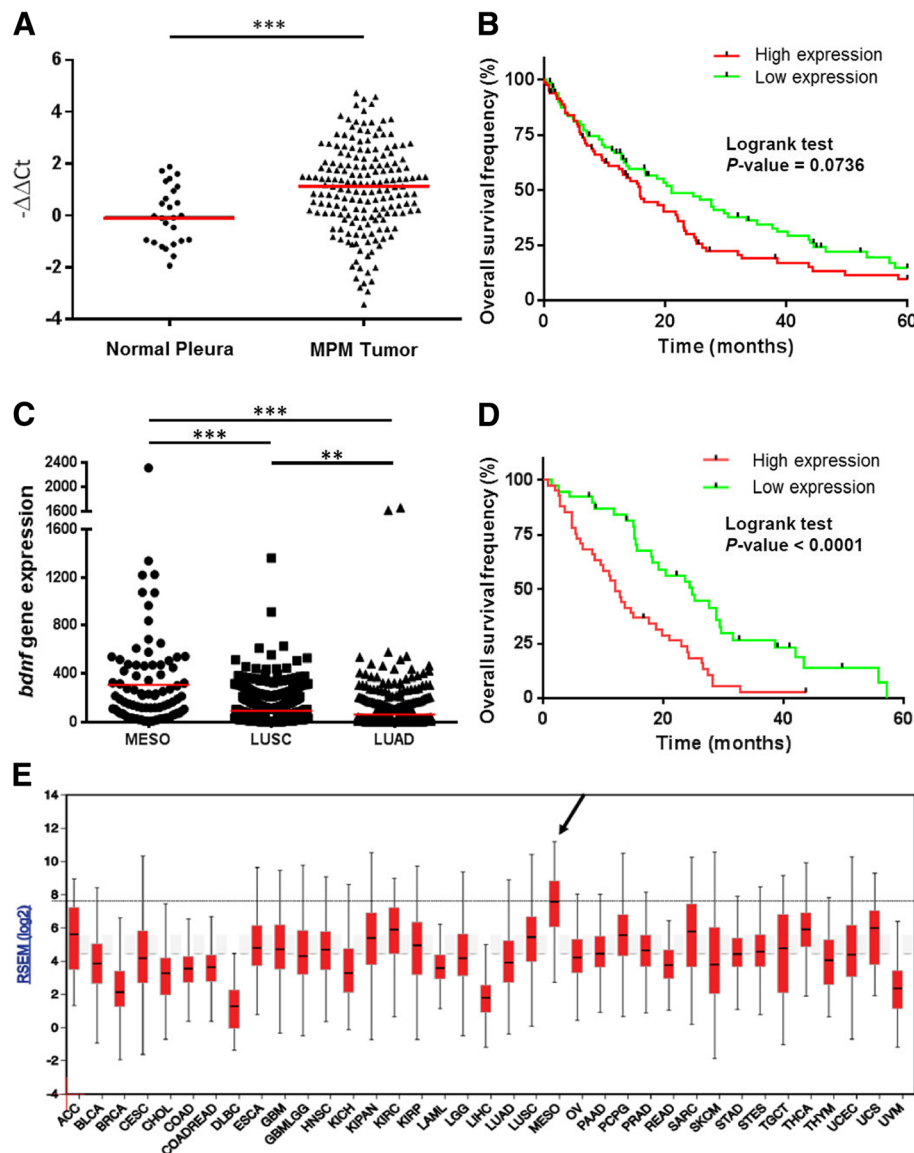 A
***
6
4
2
0
-2
-4
-ΔΔCt
Normal Pleura
MPM Tumor
B
High expression
Low expression
Logrank test
P-value = 0.0736
100
75
50
25
0
Overall survival frequency (%)
0
20
40
60
Time (months)
C
***
***
**
2400
2000
1600
1600
1200
800
400
0
bdnf gene expression
MESO
LUSC
LUAD
D
High expression
Low expression
Logrank test
P-value < 0.0001
100
75
50
25
0
Overall survival frequency (%)
0
20
40
60
Time (months)
E
14
12
10
8
6
4
2
0
-2
-4
RSEM (log2)
ACC
BLCA
BRCA
CESC
CHOL
COAD
COADREAD
DLBC
ESCA
GBM
GBMLGG
HNSC
KICH
KIPAN
KIRC
KIRP
LAML
LGG
LIHC
LUAD
LUSC
MESO
OV
PAAD
PCPG
PRAD
READ
SARC
SKCM
STAD
STES
TGCT
THCA
THYM
UCEC
UCS
UVM